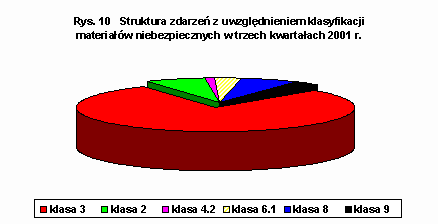 Rys. 10 Struktura zdarzeń z uwzględnieniem klasyfikacji
materiałów niebezpiecznych w trzech kwartałach 2001 r.
klasa 3 klasa 2 klasa 4.2 klasa 6.1 klasa 8 klasa 9